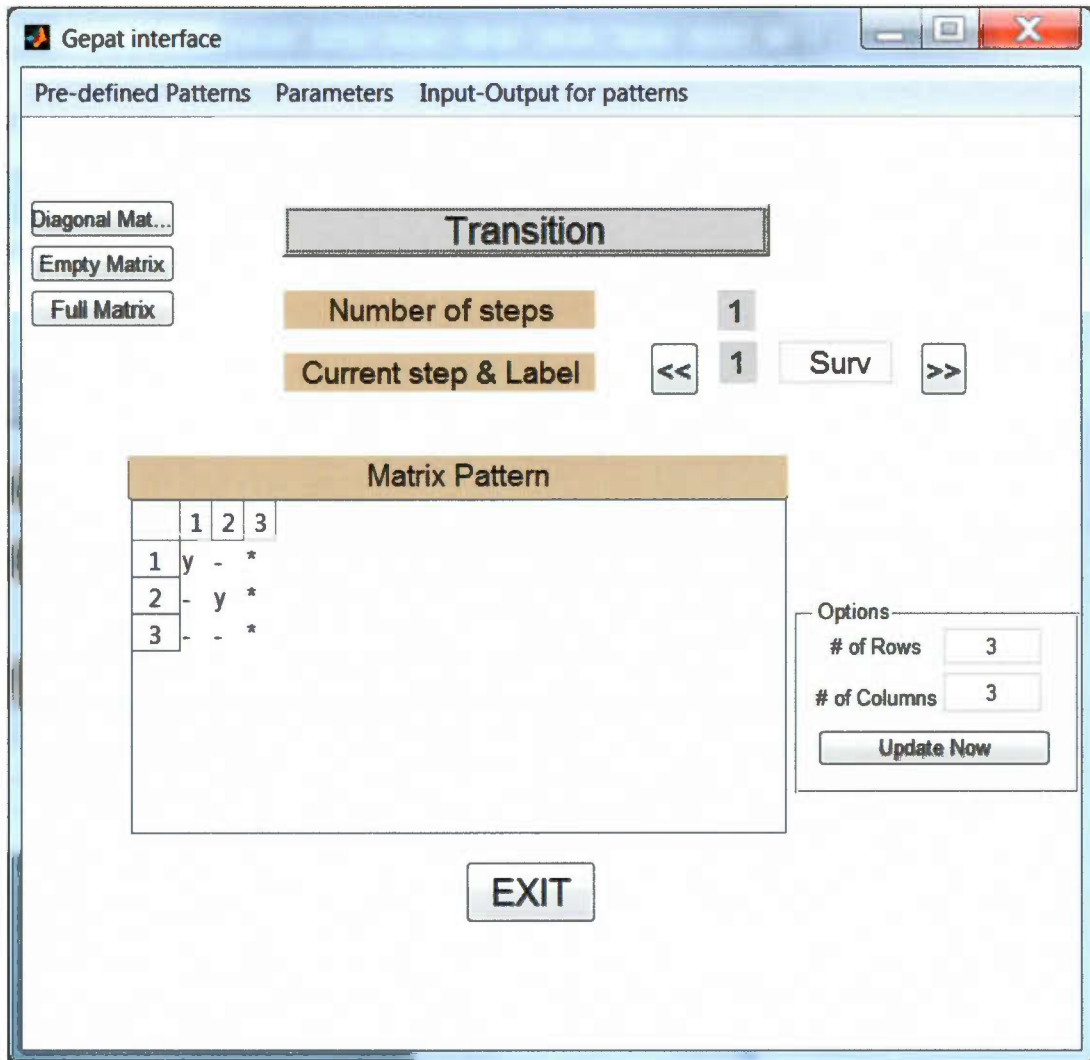 Gepat interface
Pre-defined Patterns Parameters Input-Output for patterns
Diagonal Mat...
Empty Matrix
Full Matrix
Transition
Number of steps 1
Current step & Label << 1 Surv >>
Matrix Pattern
1 2 3
1 y - *
2 - y *
3 - - *
Options
# of Rows 3
# of Columns 3
Update Now
EXIT